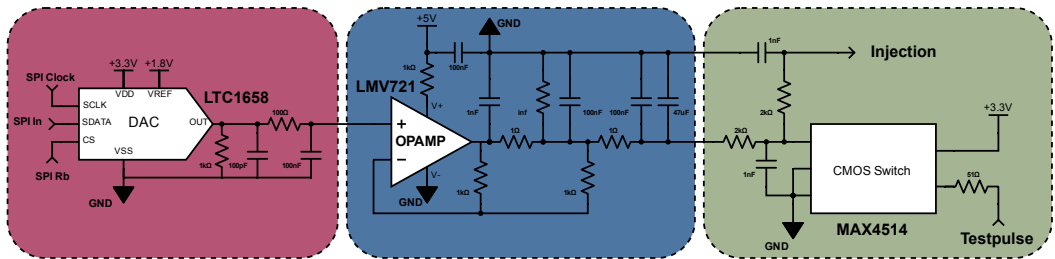 +3.3V
+1.8V
SPI Clock
LTC1658
VDD
VREF
SCLK
SPI In
SDATA
DAC
OUT
CS
VSS
SPI Rb
100Ω
1kΩ
100pF
100nF
GND
+5V
GND
1kΩ
100nF
LMV721
V+
+
OPAMP
−
V-
GND
1nF
inf
100nF
100nF
47uF
1Ω
1Ω
1kΩ
1kΩ
1nF
Injection
2kΩ
+3.3V
2kΩ
1nF
CMOS Switch
51Ω
GND
MAX4514
Testpulse